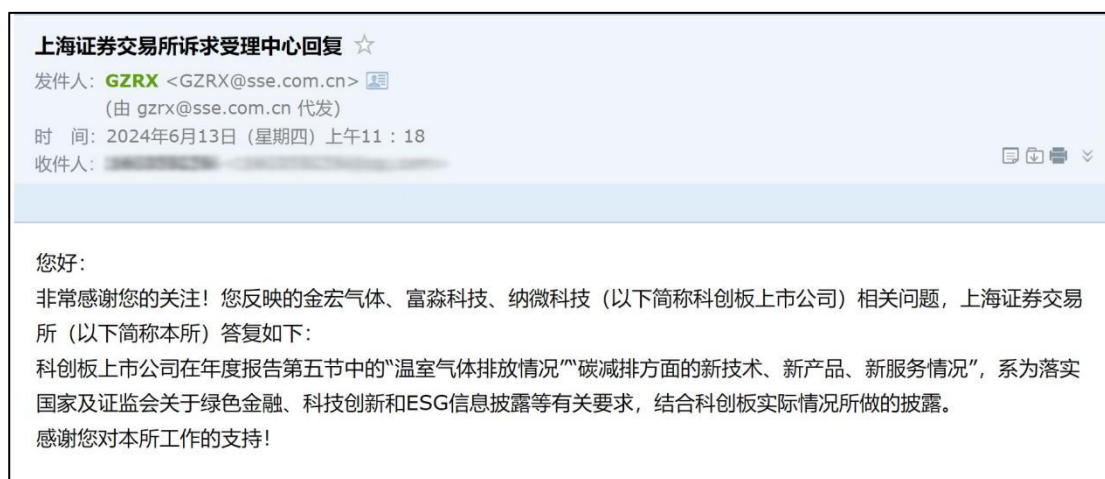 上海证券交易所诉求受理中心回复 ☆
发件人: GZRX <GZRX@sse.com.cn>
(由 gzrx@sse.com.cn 代发)
时 间: 2024年6月13日 (星期四) 上午11 : 18
收件人:
您好:
非常感谢您的关注! 您反映的金宏气体、富淼科技、纳微科技 (以下简称科创板上市公司) 相关问题, 上海证券交易
所 (以下简称本所) 答复如下:
科创板上市公司在年度报告第五节中的“温室气体排放情况”“碳减排方面的新技术、新产品、新服务情况”, 系为落实
国家及证监会关于绿色金融、科技创新和ESG信息披露等有关要求, 结合科创板实际情况所做的披露。
感谢您对本所工作的支持!